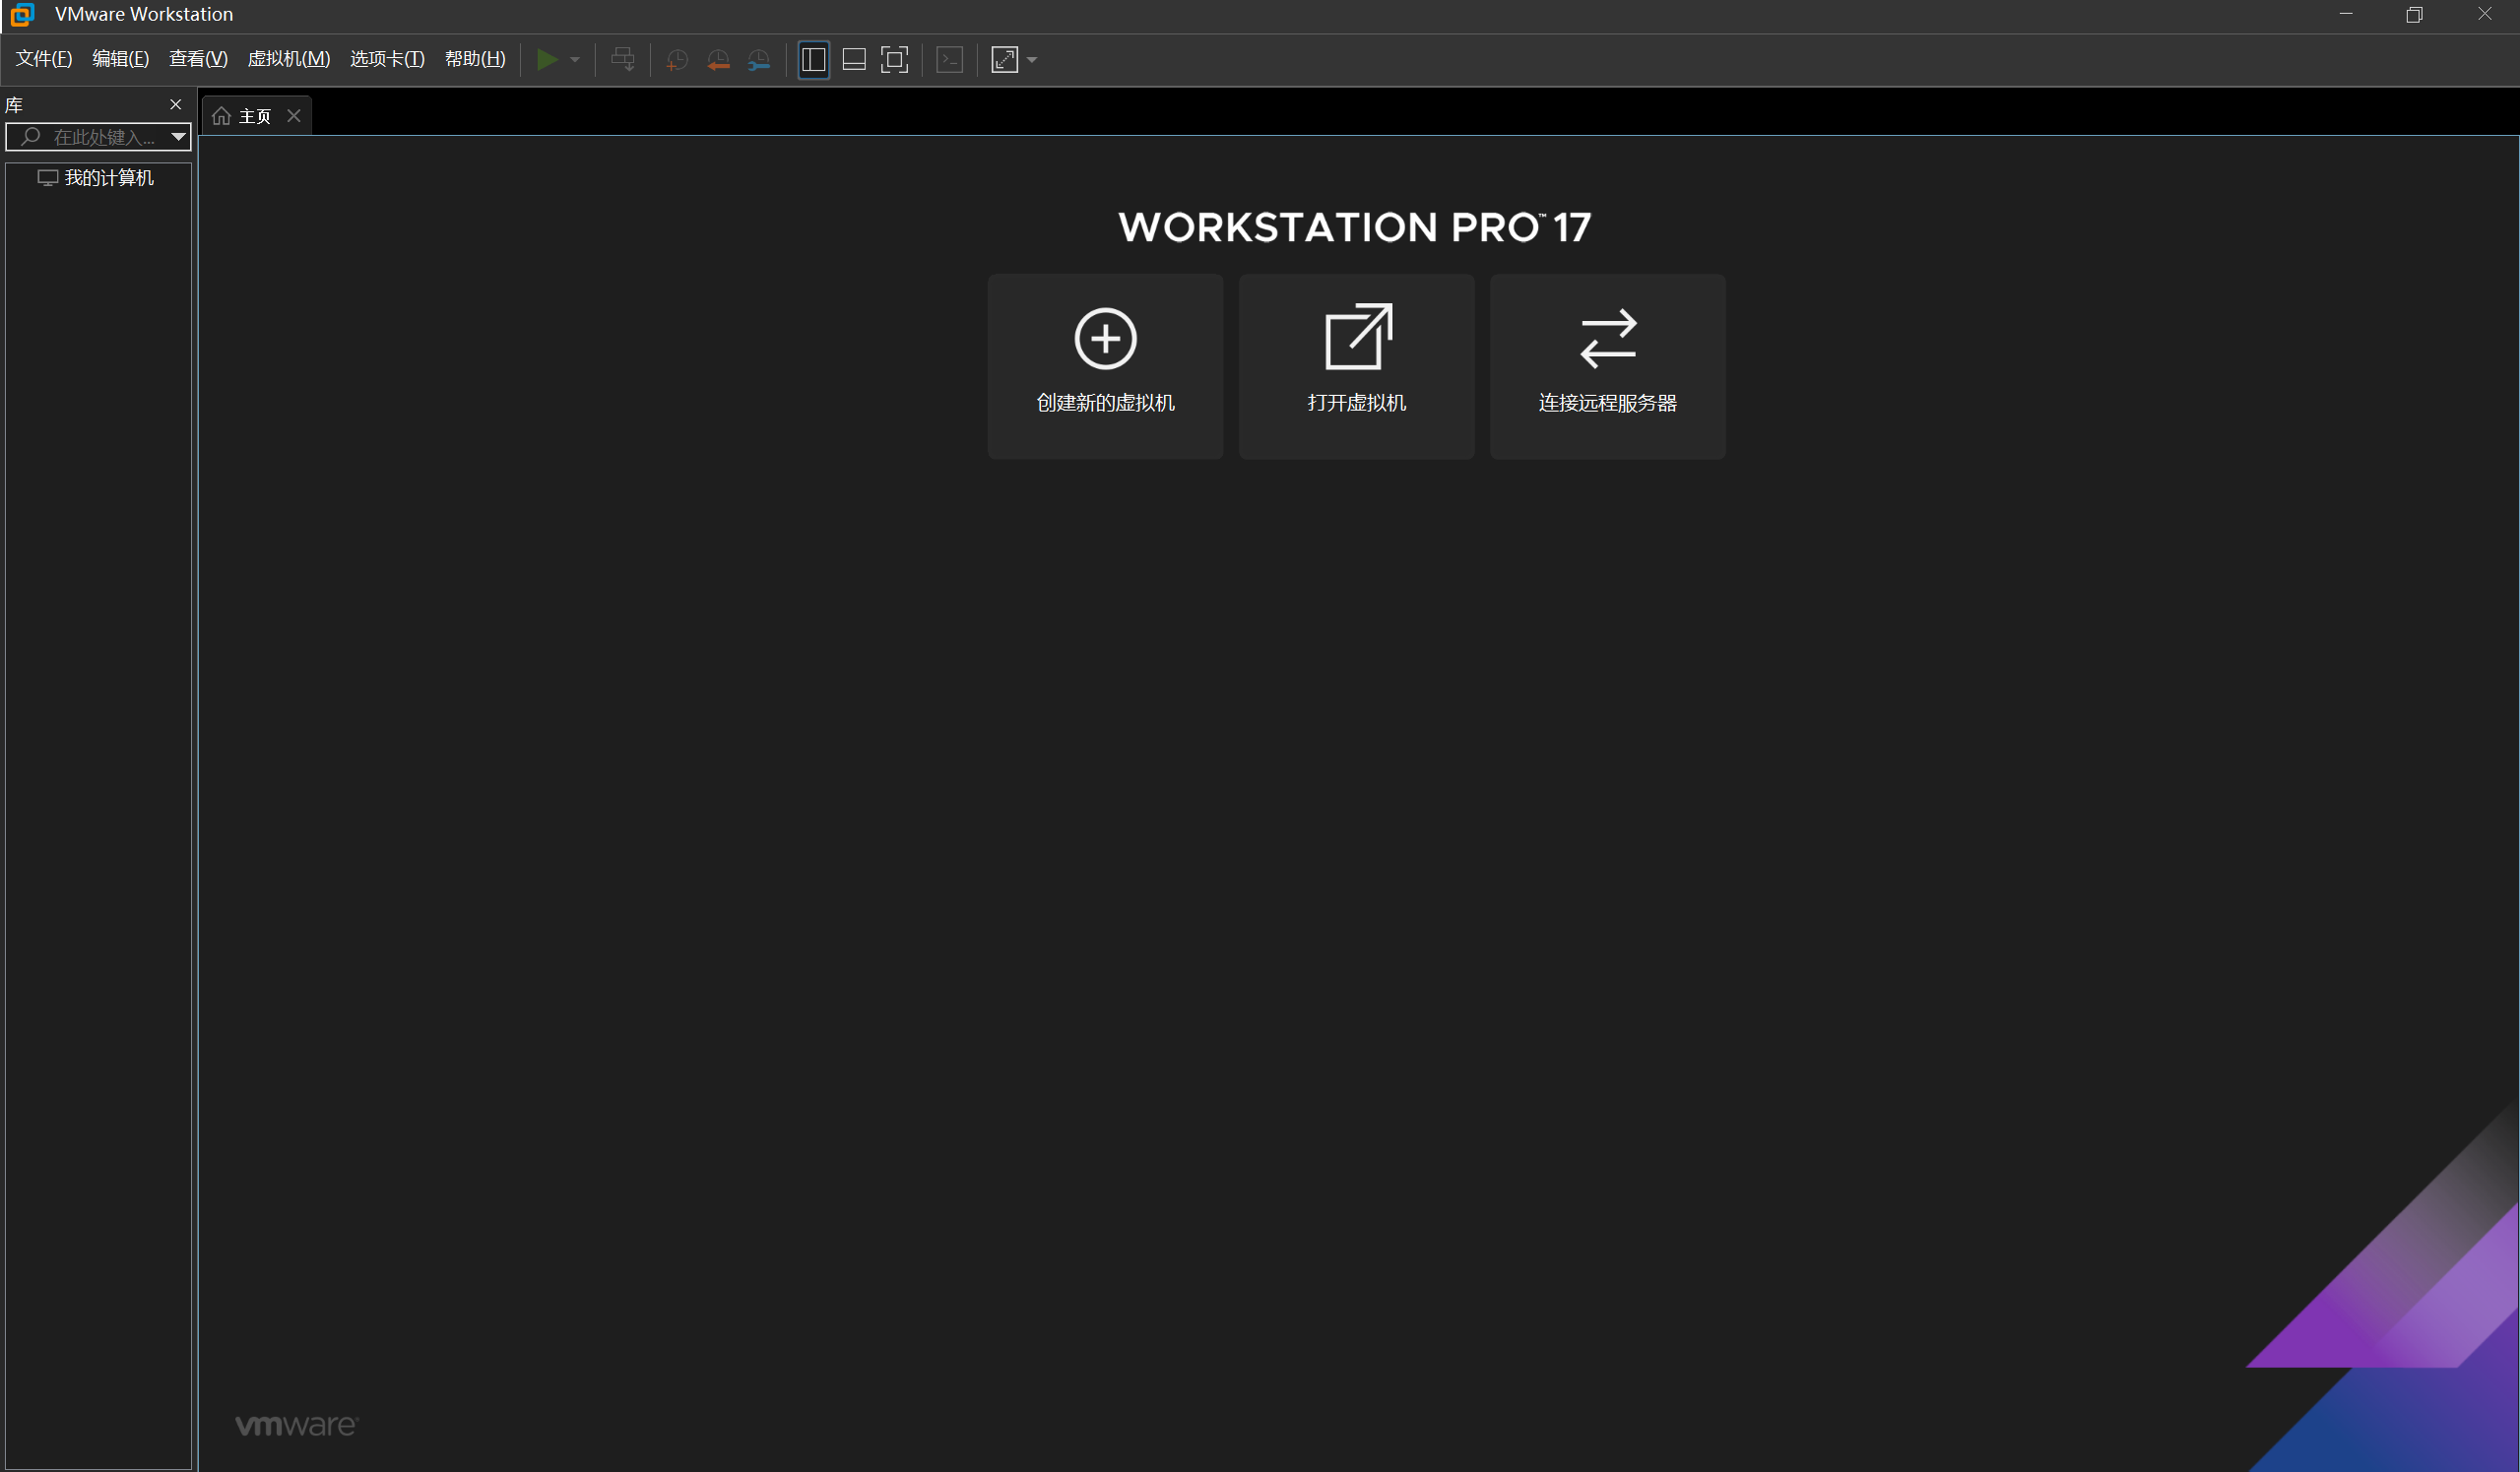 VMware Workstation
文件(F) 编辑(E) 查看(V) 虚拟机(M) 选项卡(T) 帮助(H)
库
主页
在此处键入...
我的计算机
WORKSTATION PRO™ 17
创建新的虚拟机 打开虚拟机 连接远程服务器
vmware®